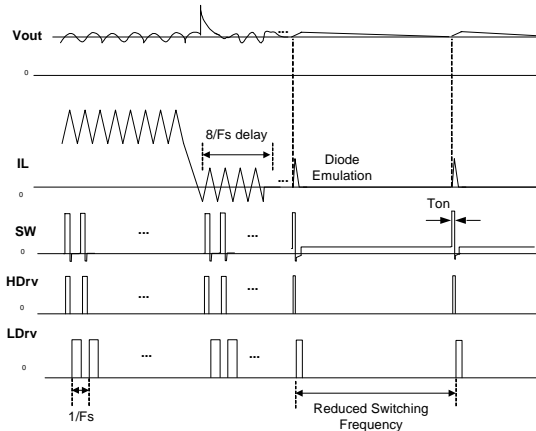 Vout
...
0
8/Fs delay
IL
0
...
Diode
Emulation
Ton
SW
0
...
...
HDrv
0
...
...
LDrv
0
...
...
1/Fs
Reduced Switching
Frequency